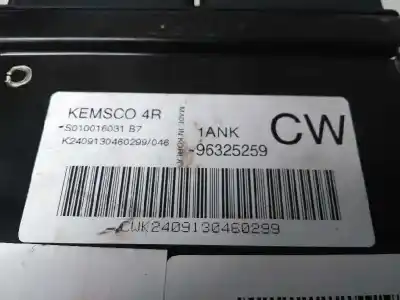 KEMSCO 4R
S010016031 B7
K2409130460299/046
MADE IN KOREA
1ANK
-96325259
CW
CWK2409130460299